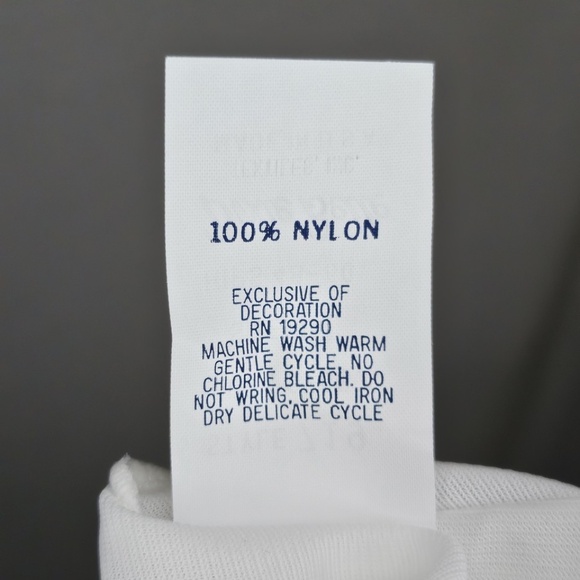 100% NYLON
EXCLUSIVE OF
DECORATION
RN 19290
MACHINE WASH WARM
GENTLE CYCLE, NO
CHLORINE BLEACH. DO
NOT WRING, COOL IRON
DRY DELICATE CYCLE